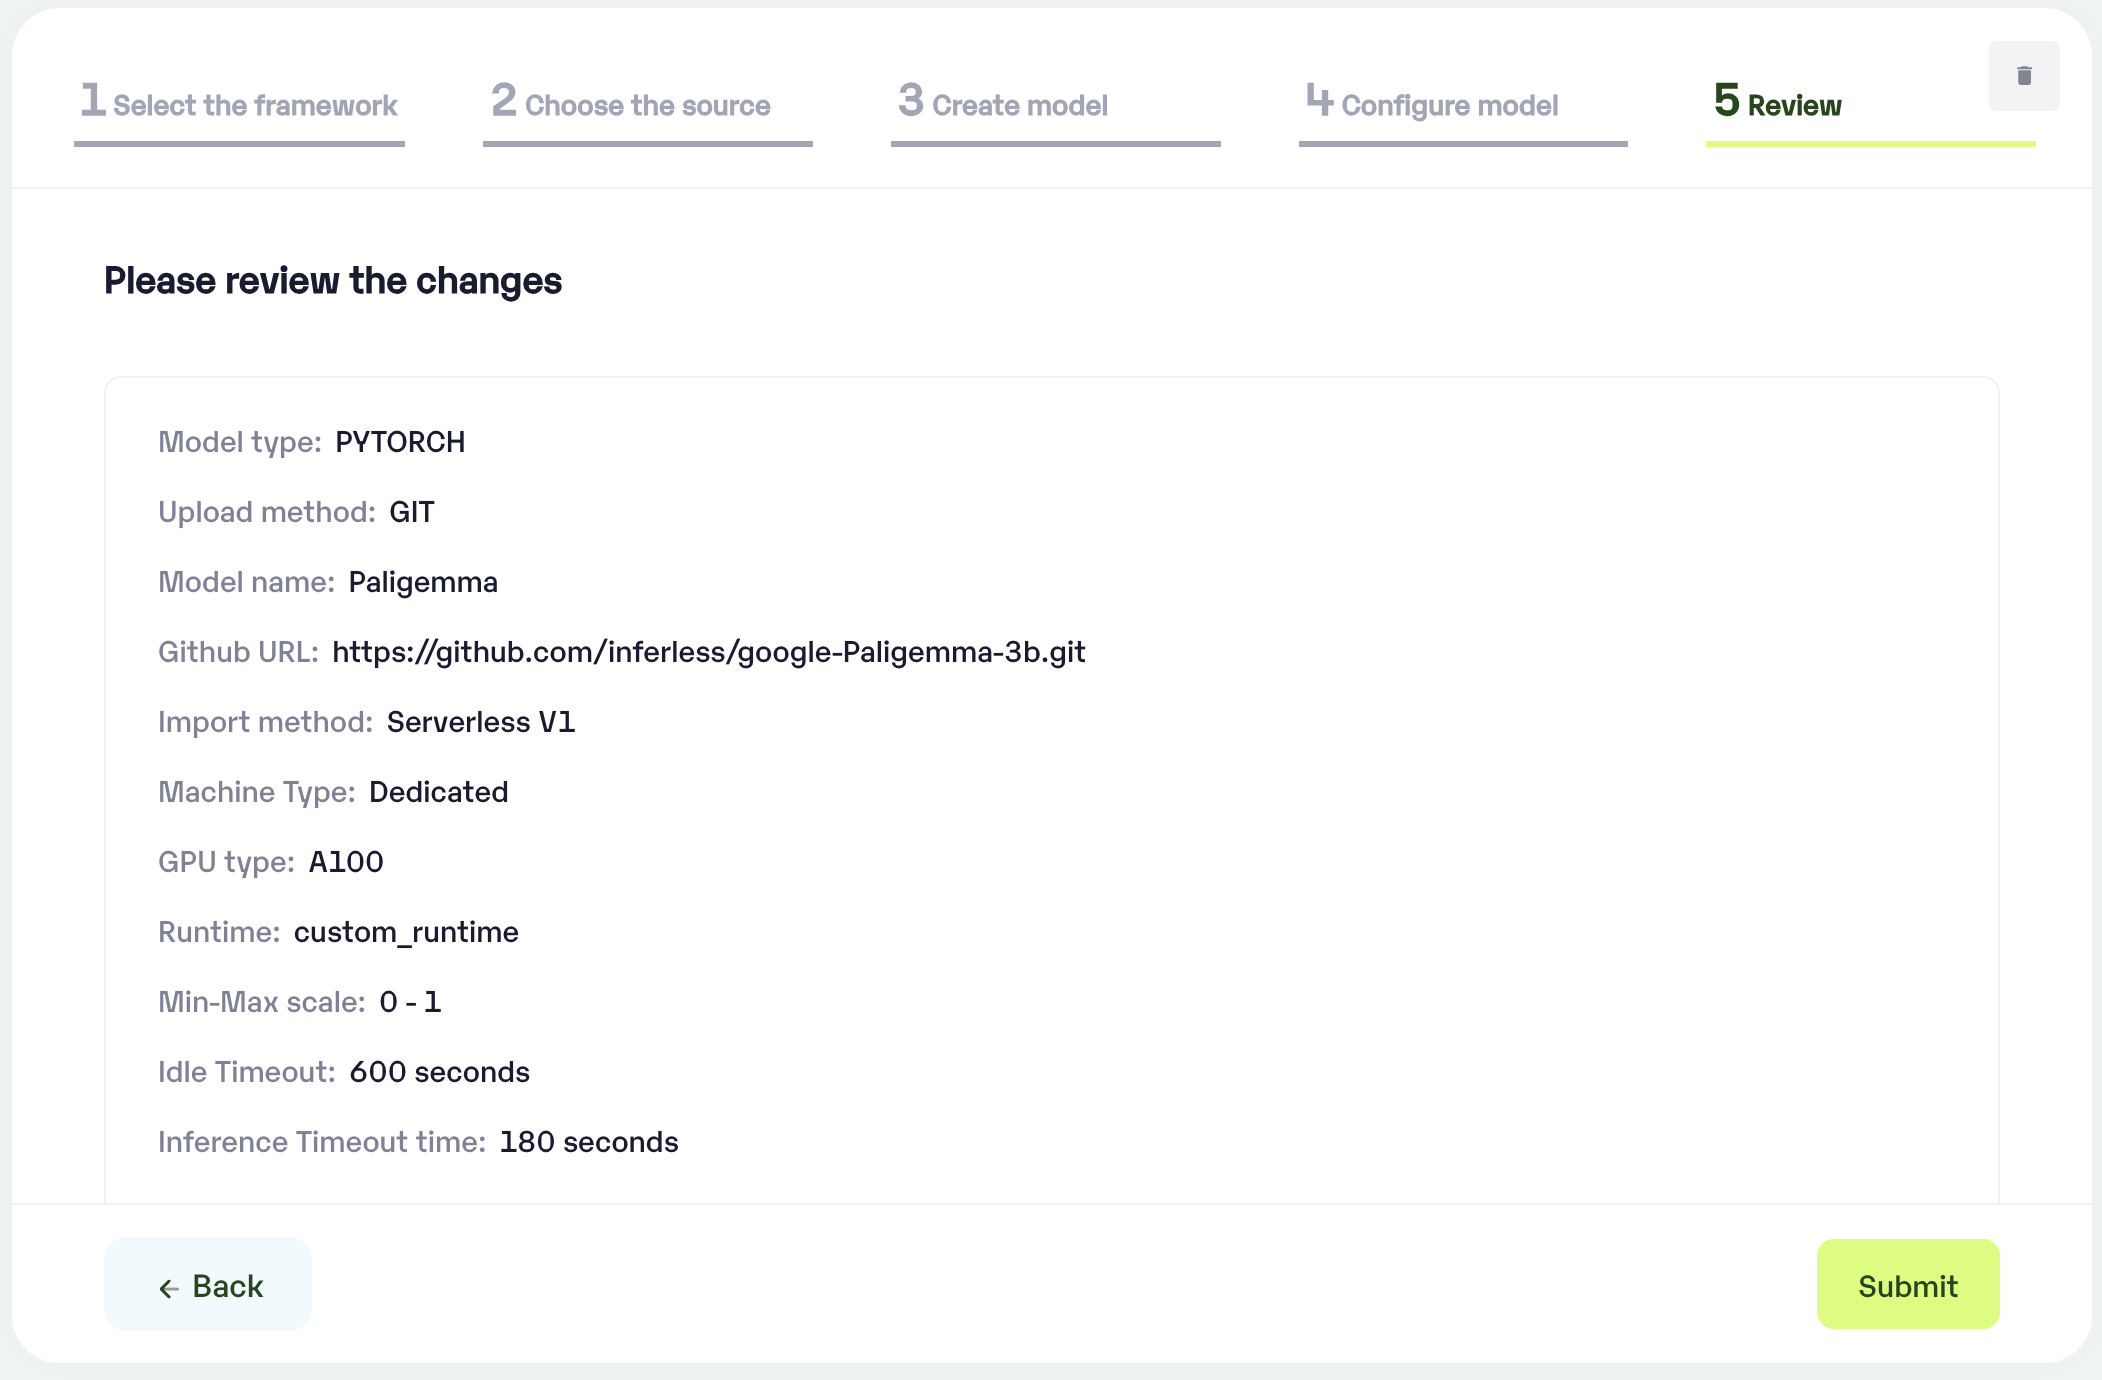 1 Select the framework
2 Choose the source
3 Create model
4 Configure model
5 Review
Please review the changes
Model type: PYTORCH
Upload method: GIT
Model name: Paligemma
Github URL: https://github.com/inferless/google-Paligemma-3b.git
Import method: Serverless V1
Machine Type: Dedicated
GPU type: A100
Runtime: custom_runtime
Min-Max scale: 0 - 1
Idle Timeout: 600 seconds
Inference Timeout time: 180 seconds
← Back
Submit